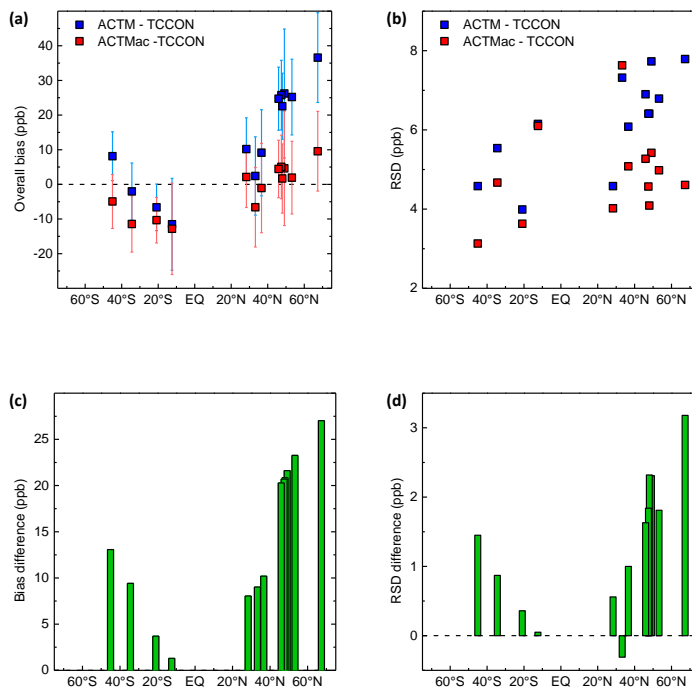 (a)
ACTM - TCCON
ACTMac -TCCON
Overall bias (ppb)
50
40
30
20
10
0
-10
-20
60°S 40°S 20°S EQ 20°N 40°N 60°N
(b)
ACTM - TCCON
ACTMac - TCCON
RSD (ppb)
8
6
4
2
60°S 40°S 20°S EQ 20°N 40°N 60°N
(c)
Bias difference (ppb)
25
20
15
10
5
0
60°S 40°S 20°S EQ 20°N 40°N 60°N
(d)
RSD difference (ppb)
3
2
1
0
60°S 40°S 20°S EQ 20°N 40°N 60°N